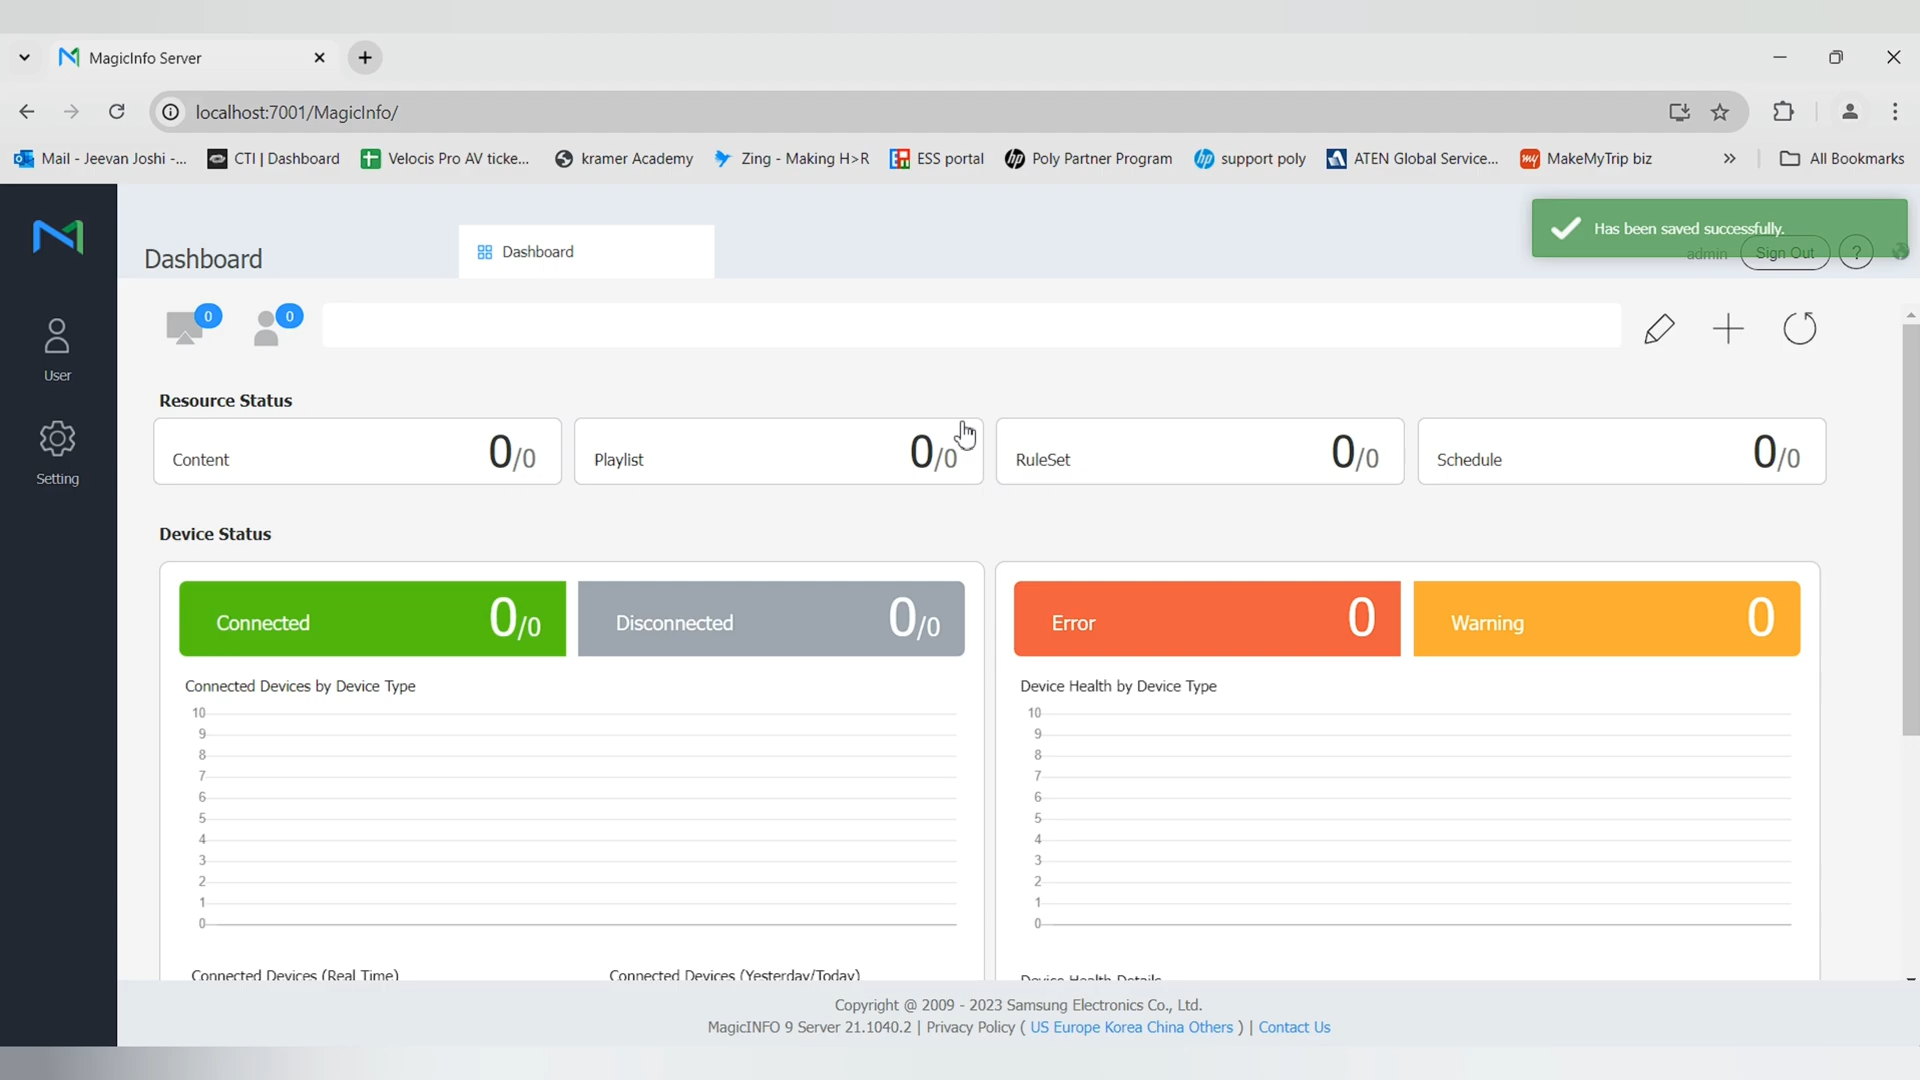 MagicInfo Server
localhost:7001/MagicInfo/
Mail - Jeevan Joshi -...
CTI | Dashboard
Velocis Pro AV ticke...
kramer Academy
Zing - Making H>R
ESS portal
Poly Partner Program
support poly
ATEN Global Service...
MakeMyTrip biz
»
All Bookmarks
Has been saved successfully.
Dashboard
Dashboard
admin
Sign Out
?
0
0
User
Setting
Resource Status
Content 0/0
Playlist 0/0
RuleSet 0/0
Schedule 0/0
Device Status
Connected 0/0
Disconnected 0/0
Error 0
Warning 0
Connected Devices by Device Type
10
9
8
7
6
5
4
3
2
1
0
Device Health by Device Type
10
9
8
7
6
5
4
3
2
1
0
Connected Devices (Real Time)
Connected Devices (Yesterday/Today)
Device Health Details
Copyright @ 2009 - 2023 Samsung Electronics Co., Ltd.
MagicINFO 9 Server 21.1040.2 | Privacy Policy ( US Europe Korea China Others ) | Contact Us